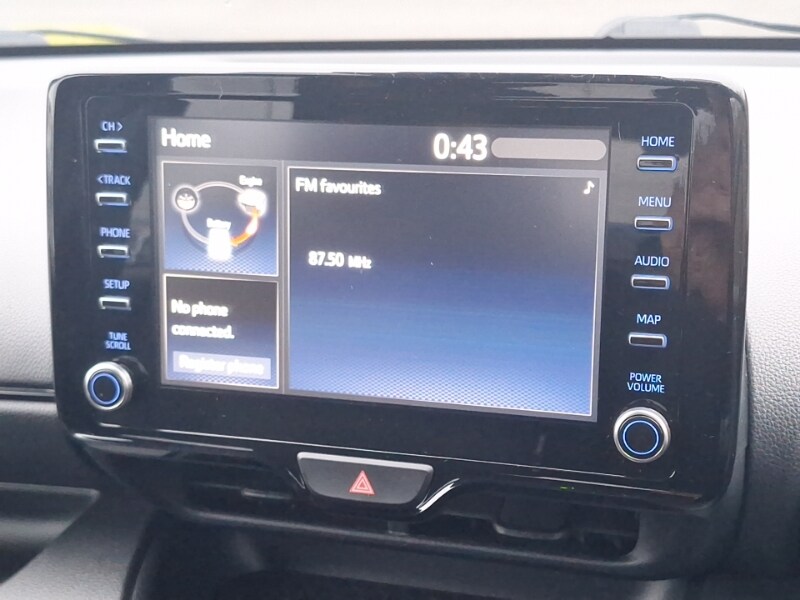 CH >
< TRACK
PHONE
SETUP
TUNE
SCROLL
Home
0:43
Engine
Battery
No phone
connected.
Register phone
FM favourites
87.50 MHz
HOME
MENU
AUDIO
MAP
POWER
VOLUME